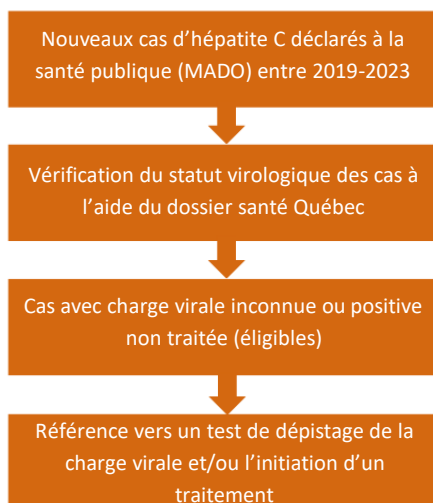 Nouveaux cas d’hépatite C déclarés à la
santé publique (MADO) entre 2019-2023
Vérification du statut virologique des cas à
l’aide du dossier santé Québec
Cas avec charge virale inconnue ou positive
non traitée (éligibles)
Référence vers un test de dépistage de la
charge virale et/ou l’initiation d’un
traitement